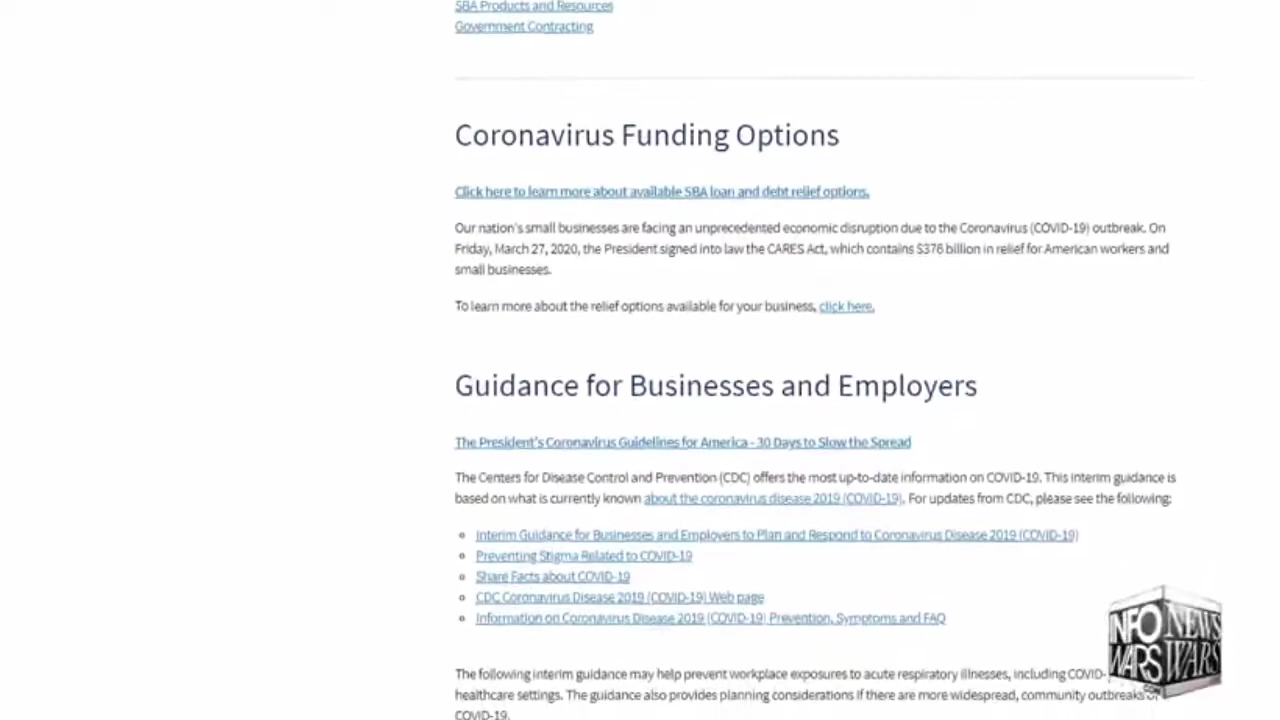 SBA Products and Resources
Government Contracting
Coronavirus Funding Options
Click here to learn more about available SBA loan and debt relief options.
Our nation's small businesses are facing an unprecedented economic disruption due to the Coronavirus (COVID-19) outbreak. On
Friday, March 27, 2020, the President signed into law the CARES Act, which contains $376 billion in relief for American workers and
small businesses.
To learn more about the relief options available for your business, click here.
Guidance for Businesses and Employers
The President's Coronavirus Guidelines for America - 30 Days to Slow the Spread
The Centers for Disease Control and Prevention (CDC) offers the most up-to-date information on COVID-19. This interim guidance is
based on what is currently known about the coronavirus disease 2019 (COVID-19). For updates from CDC, please see the following:
Interim Guidance for Businesses and Employers to Plan and Respond to Coronavirus Disease 2019 (COVID-19)
Preventing Stigma Related to COVID-19
Share Facts about COVID-19
CDC Coronavirus Disease 2019 (COVID-19) Web page
Information on Coronavirus Disease 2019 (COVID-19) Prevention, Symptoms and FAQ
INFO NEWS
WARS WARS
The following interim guidance may help prevent workplace exposures to acute respiratory illnesses, including COVID-
healthcare settings. The guidance also provides planning considerations if there are more widespread, community outbreaks of
COVID-19.